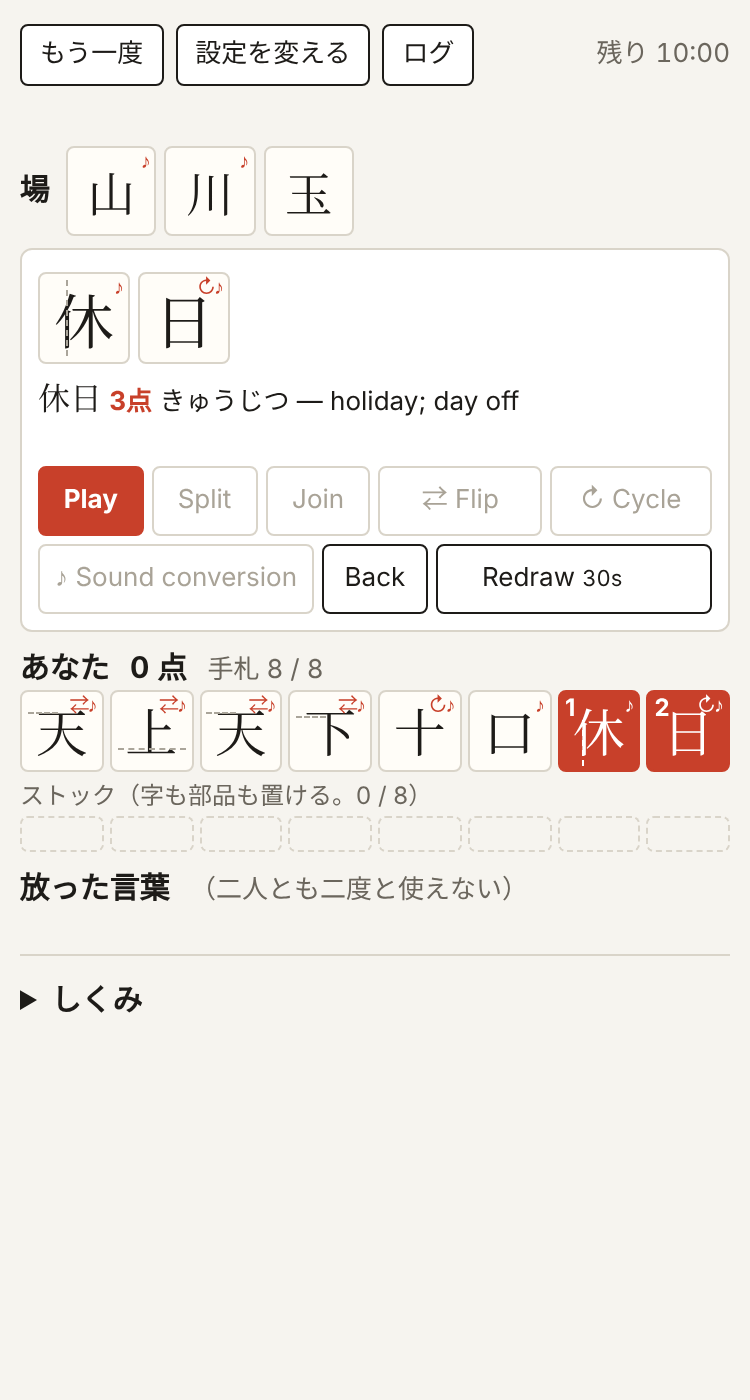 もう一度 設定を変える ログ 残り 10:00
場 山♪ 川♪ 玉
休♪ 日↻♪
休日 3点 きゅうじつ — holiday; day off
Play Split Join ⇄ Flip ↻ Cycle
♪ Sound conversion Back Redraw 30s
あなた 0 点 手札 8 / 8
天⇄♪ 上⇄♪ 天⇄♪ 下⇄♪ 十↻♪ 口♪ 1休♪ 2日↻♪
ストック（字も部品も置ける。0 / 8）
放った言葉 （二人とも二度と使えない）
▶ しくみ